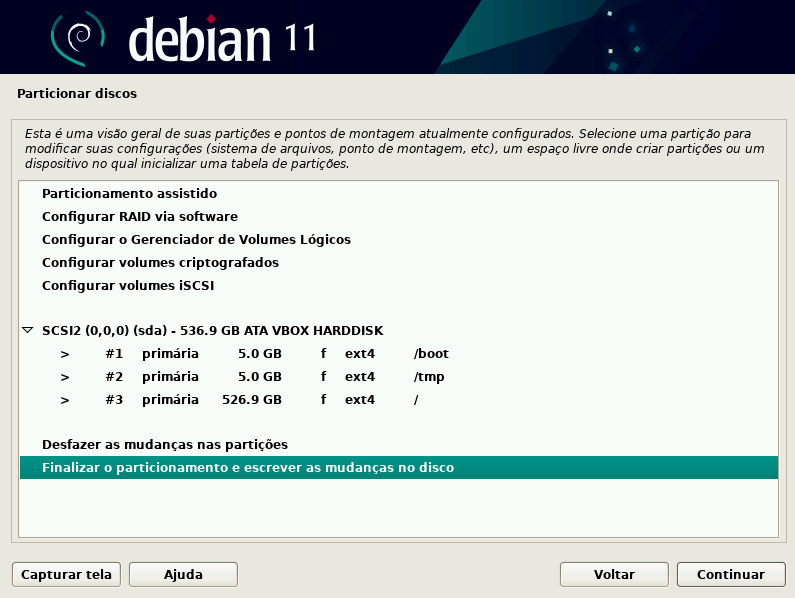 debian 11
Particionar discos
Esta é uma visão geral de suas partições e pontos de montagem atualmente configurados. Selecione uma partição para
modificar suas configurações (sistema de arquivos, ponto de montagem, etc), um espaço livre onde criar partições ou um
dispositivo no qual inicializar uma tabela de partições.
Particionamento assistido
Configurar RAID via software
Configurar o Gerenciador de Volumes Lógicos
Configurar volumes criptografados
Configurar volumes iSCSI
SCSI2 (0,0,0) (sda) - 536.9 GB ATA VBOX HARDDISK
> #1 primária 5.0 GB f ext4 /boot
> #2 primária 5.0 GB f ext4 /tmp
> #3 primária 526.9 GB f ext4 /
Desfazer as mudanças nas partições
Finalizar o particionamento e escrever as mudanças no disco
Capturar tela Ajuda Voltar Continuar